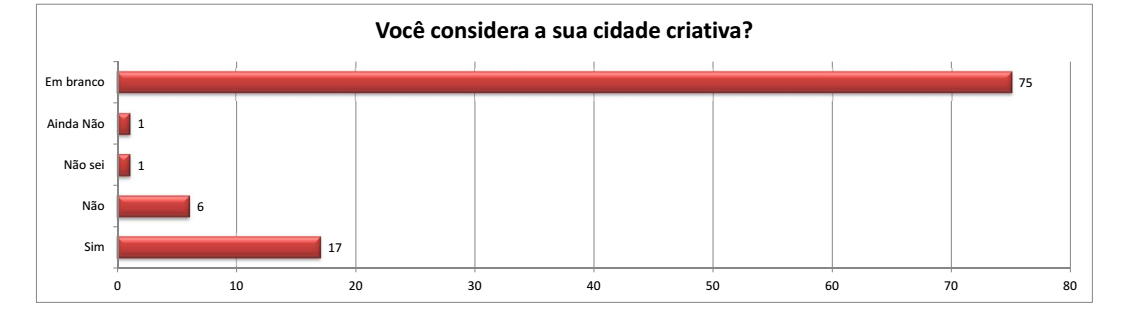 Você considera a sua cidade criativa?
Em branco 75
Ainda Não 1
Não sei 1
Não 6
Sim 17
0 10 20 30 40 50 60 70 80